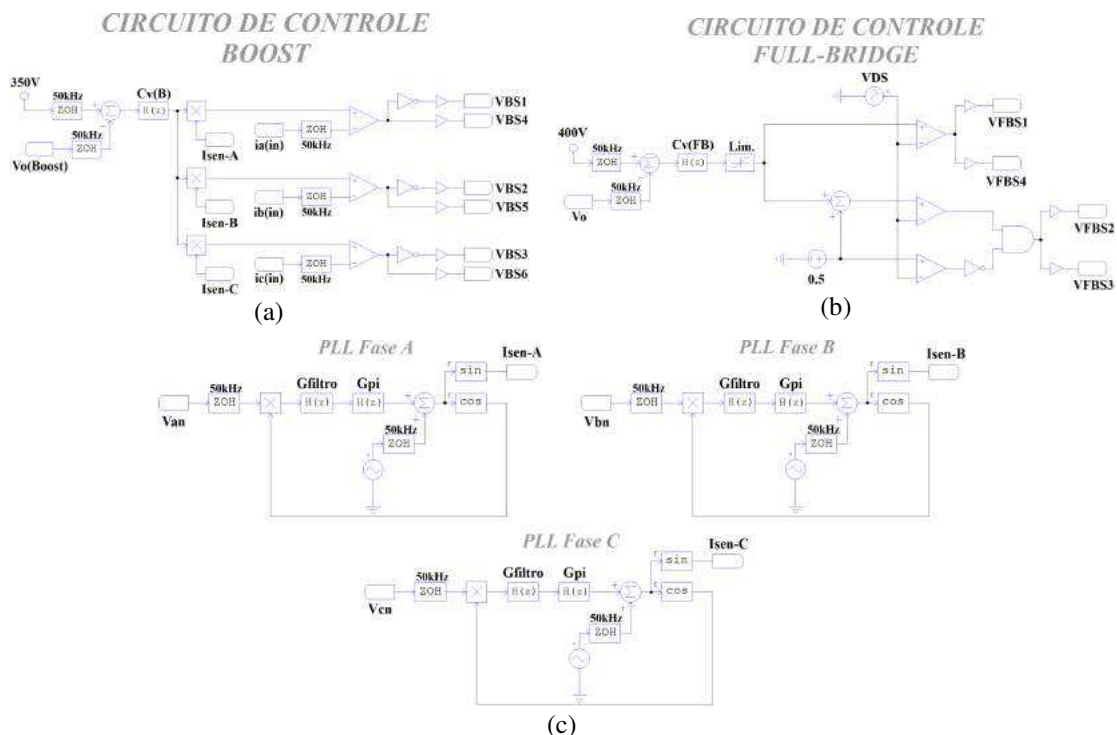 CIRCUITO DE CONTROLE
BOOST
350V
50kHz
ZOH
Σ
Cv(B)
H(z)
50kHz
ZOH
Vo(Boost)
Isen-A
ia(in)
ZOH
50kHz
VBS1
VBS4
Isen-B
ib(in)
ZOH
50kHz
VBS2
VBS5
Isen-C
ic(in)
ZOH
50kHz
VBS3
VBS6
(a)
CIRCUITO DE CONTROLE
FULL-BRIDGE
VDS
400V
50kHz
ZOH
Σ
Cv(FB)
H(z)
Lim.
50kHz
ZOH
Vo
Σ
0.5
VFBS1
VFBS4
VFBS2
VFBS3
(b)
PLL Fase A
Isen-A
50kHz
ZOH
Van
Gfiltro
H(z)
Gpi
H(z)
Σ
sin
cos
50kHz
ZOH
PLL Fase B
Isen-B
50kHz
ZOH
Vbn
Gfiltro
H(z)
Gpi
H(z)
Σ
sin
cos
50kHz
ZOH
PLL Fase C
Isen-C
50kHz
ZOH
Vcn
Gfiltro
H(z)
Gpi
H(z)
Σ
sin
cos
50kHz
ZOH
(c)